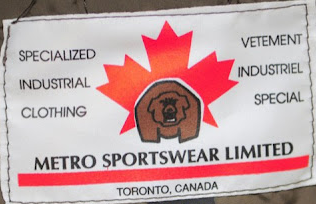 SPECIALIZED
INDUSTRIAL
CLOTHING
VETEMENT
INDUSTRIEL
SPECIAL
METRO SPORTSWEAR LIMITED
TORONTO, CANADA